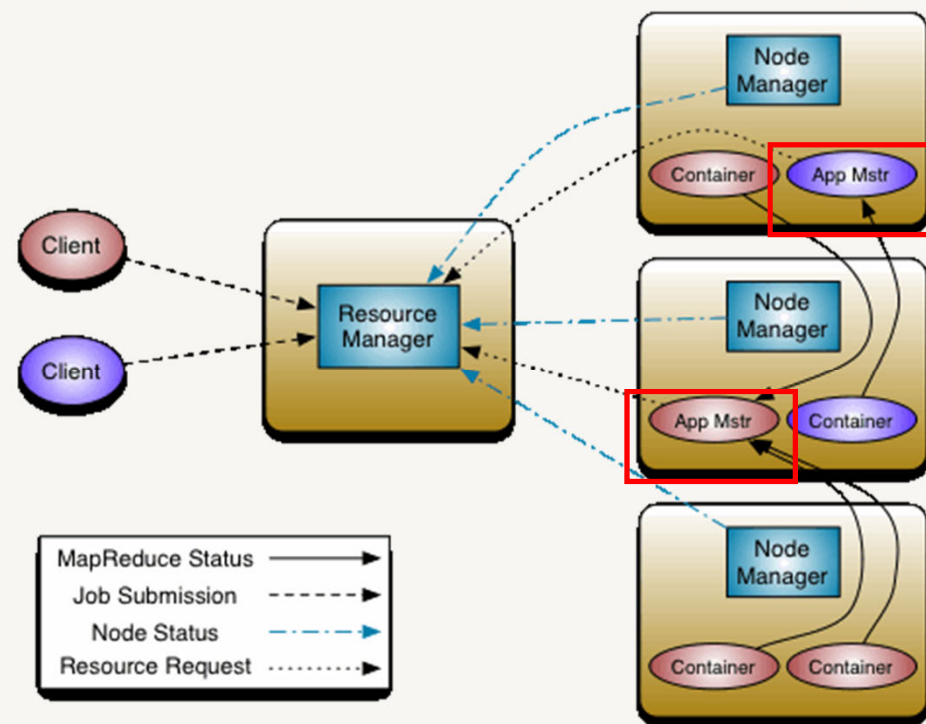 Node
Manager
Container
App Mstr
Client
Resource
Manager
Node
Manager
Client
App Mstr
Container
Node
Manager
MapReduce Status
Job Submission
Node Status
Resource Request
Container
Container